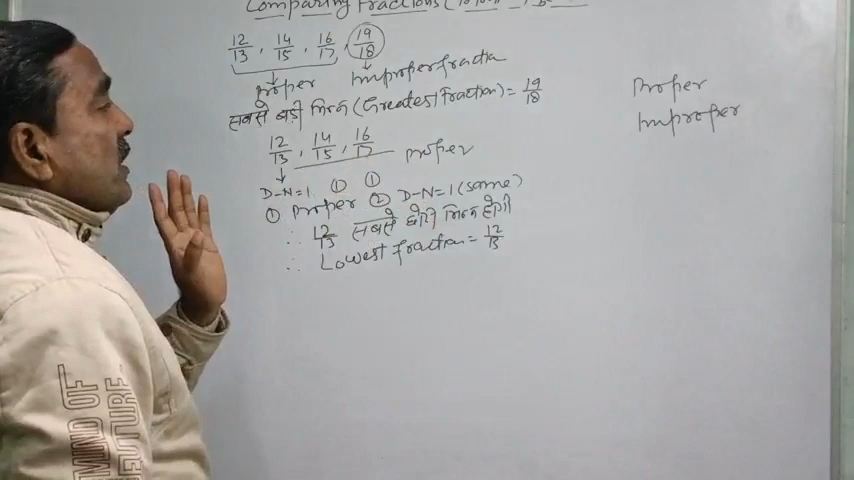 Comparing Fractions
12/13, 14/15, 16/17, 19/18
Proper Improper fraction
सबसे बड़ी भिन्न (Greatest Fraction) = 19/18
12/13, 14/15, 16/17 Proper
D-N=1 ① ①
① Proper ② D-N=1 (same)
∴ 12/13 सबसे छोटी भिन्न होगी
∴ Lowest fraction = 12/13
Proper
Improper
MIND OF
FUTURE